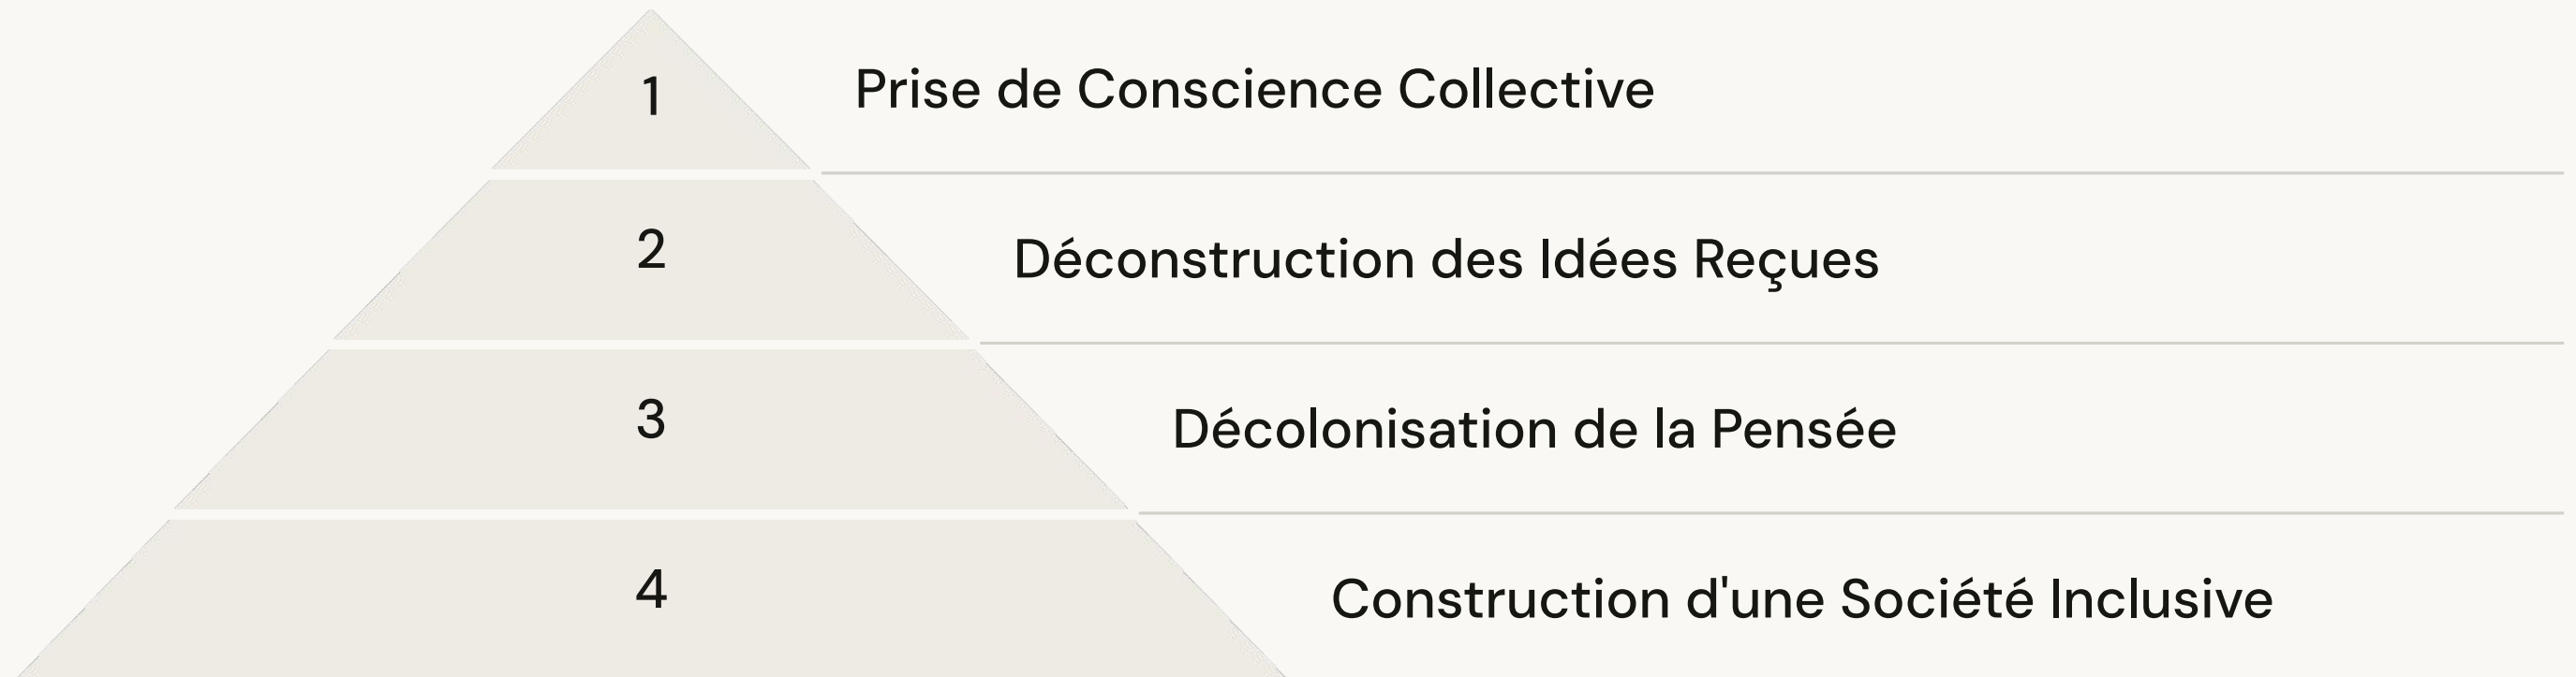 1
Prise de Conscience Collective
2
Déconstruction des Idées Reçues
3
Décolonisation de la Pensée
4
Construction d'une Société Inclusive